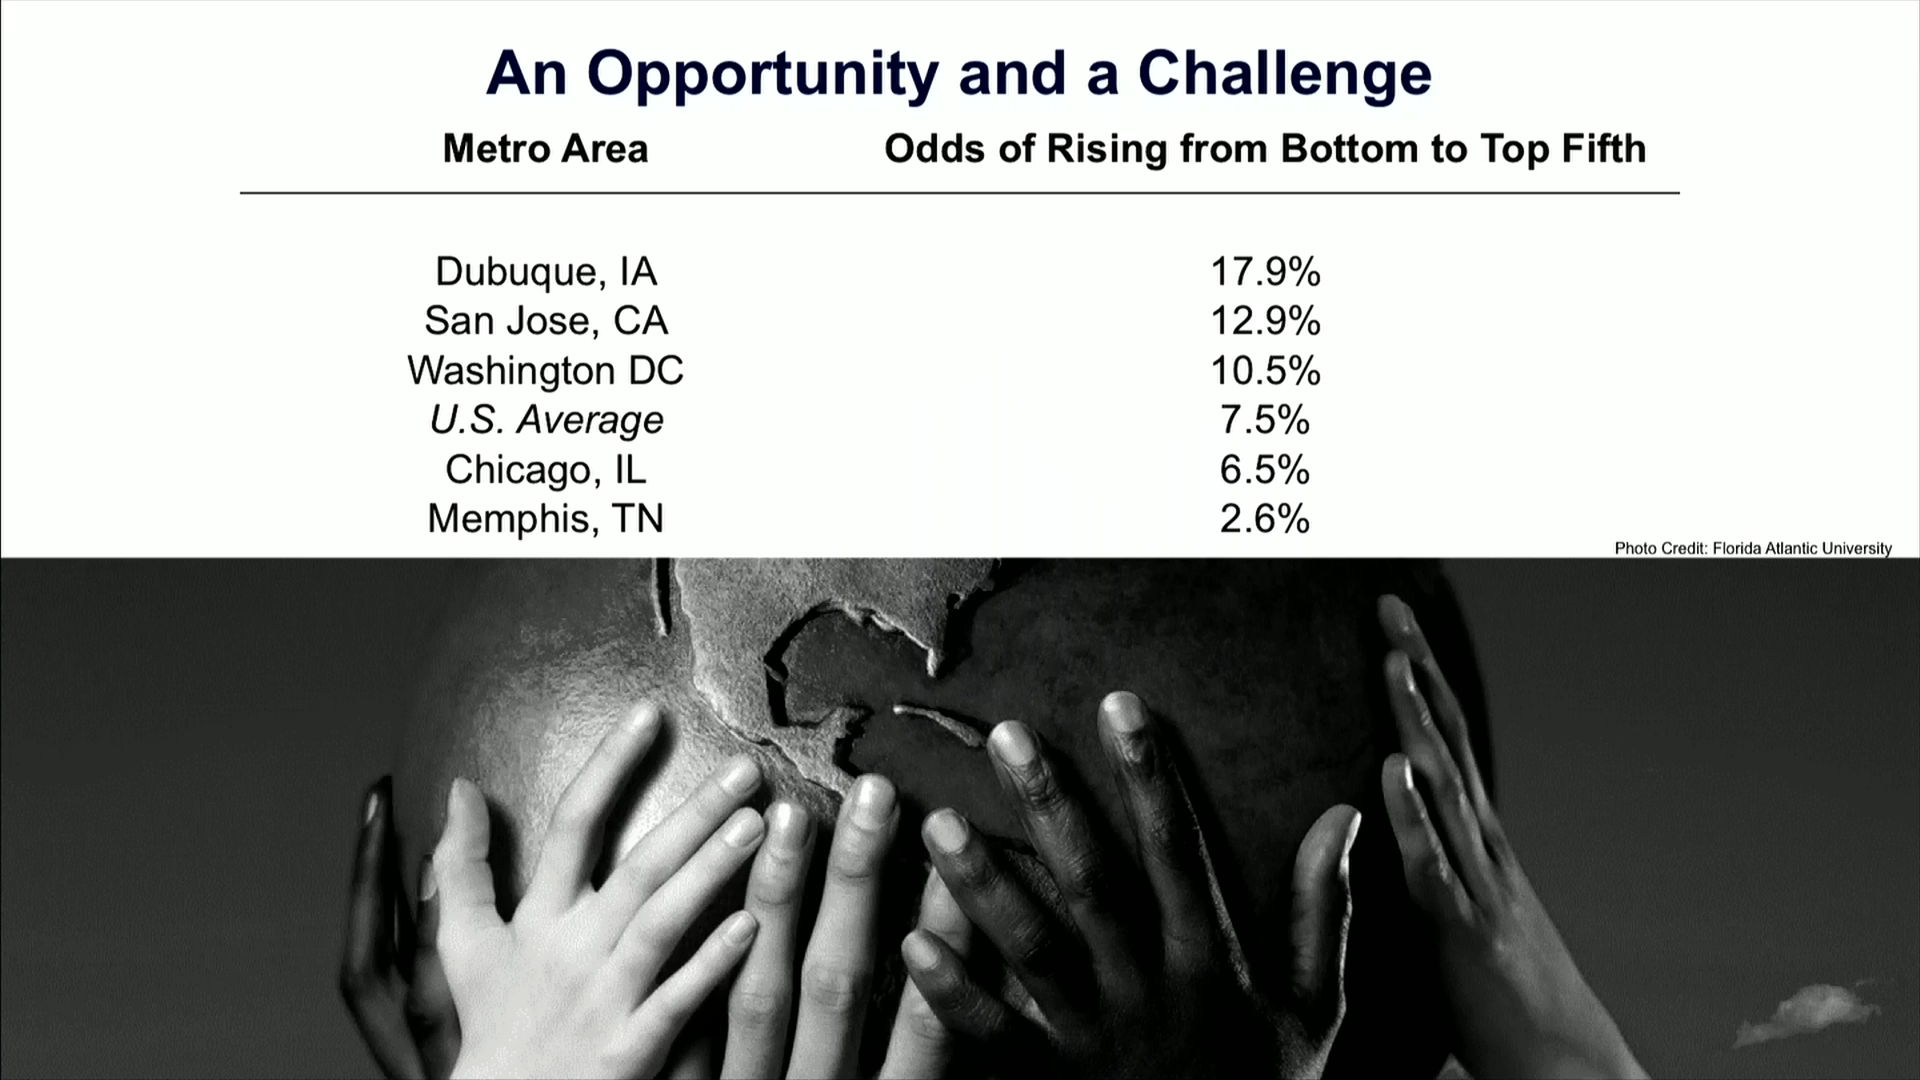 An Opportunity and a Challenge
Metro Area Odds of Rising from Bottom to Top Fifth
Dubuque, IA 17.9%
San Jose, CA 12.9%
Washington DC 10.5%
U.S. Average 7.5%
Chicago, IL 6.5%
Memphis, TN 2.6%
Photo Credit: Florida Atlantic University